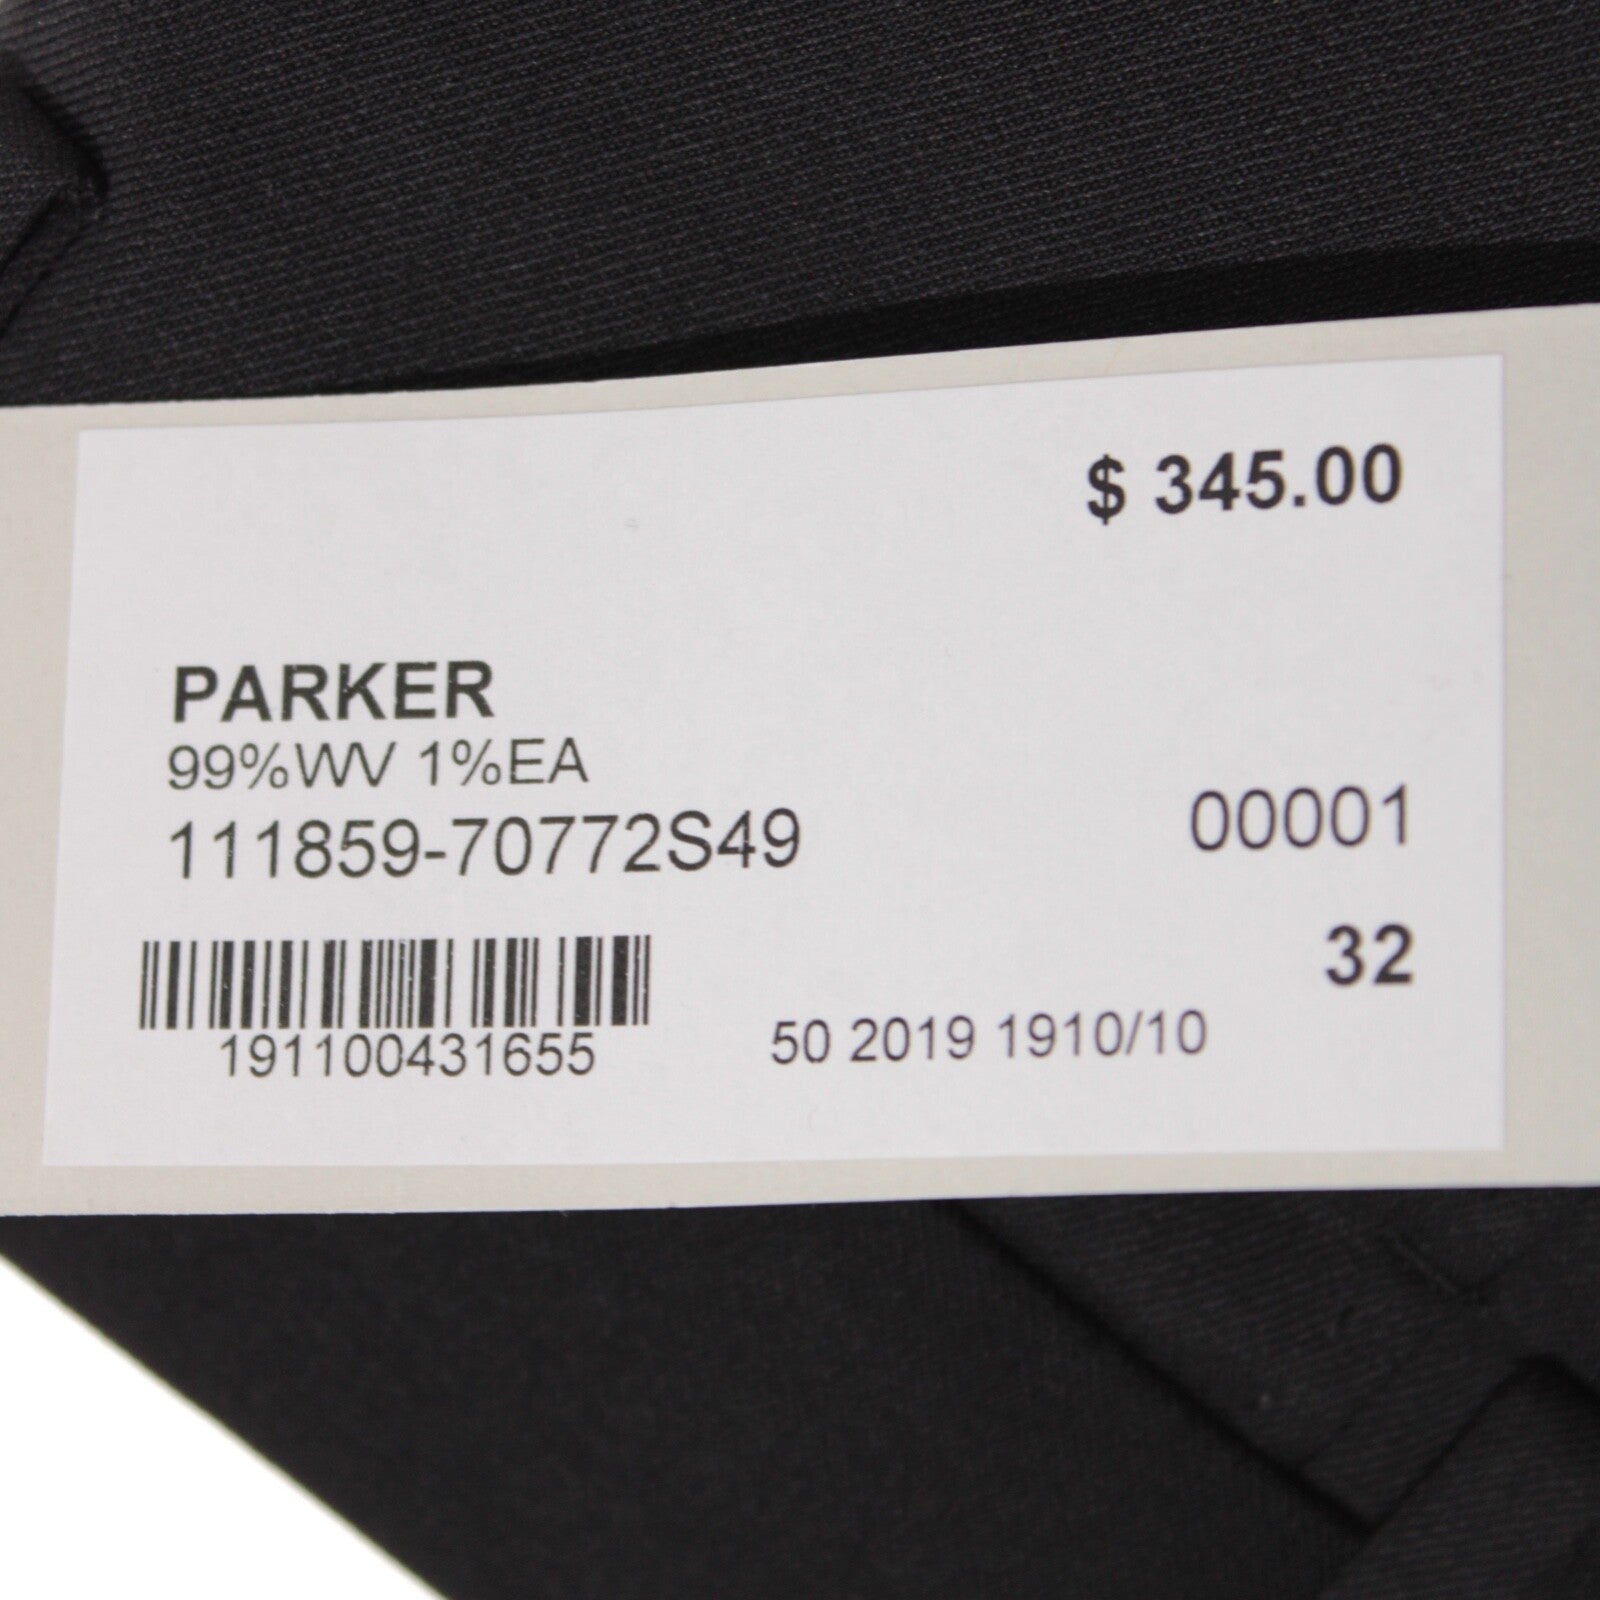 $ 345.00
PARKER
99%WV 1%EA
111859-70772S49 00001
32
191100431655 50 2019 1910/10